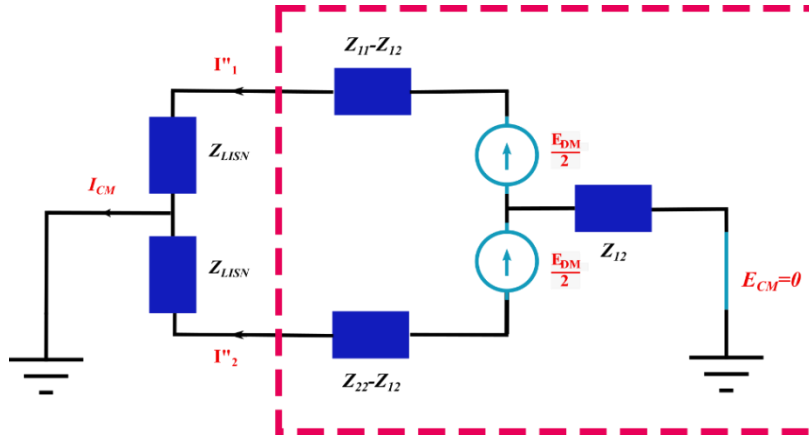 Z11-Z12
I"1
EDM
2
ZLISN
ICM
Z12
ZLISN
EDM
2
ECM=0
I"2
Z22-Z12